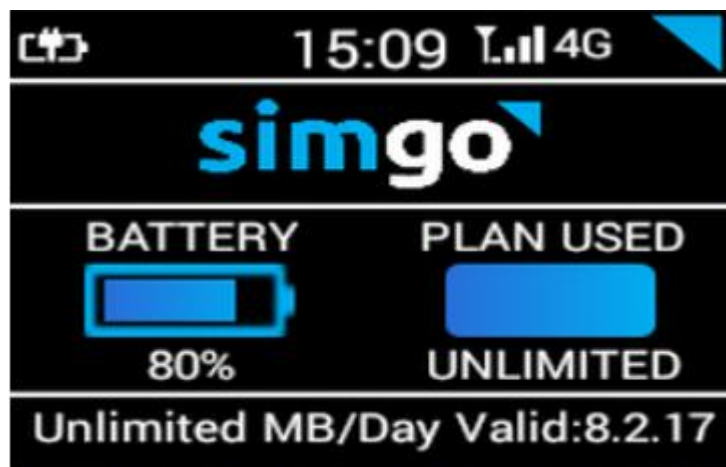 15:09 4G
simgo
BATTERY PLAN USED
80% UNLIMITED
Unlimited MB/Day Valid:8.2.17